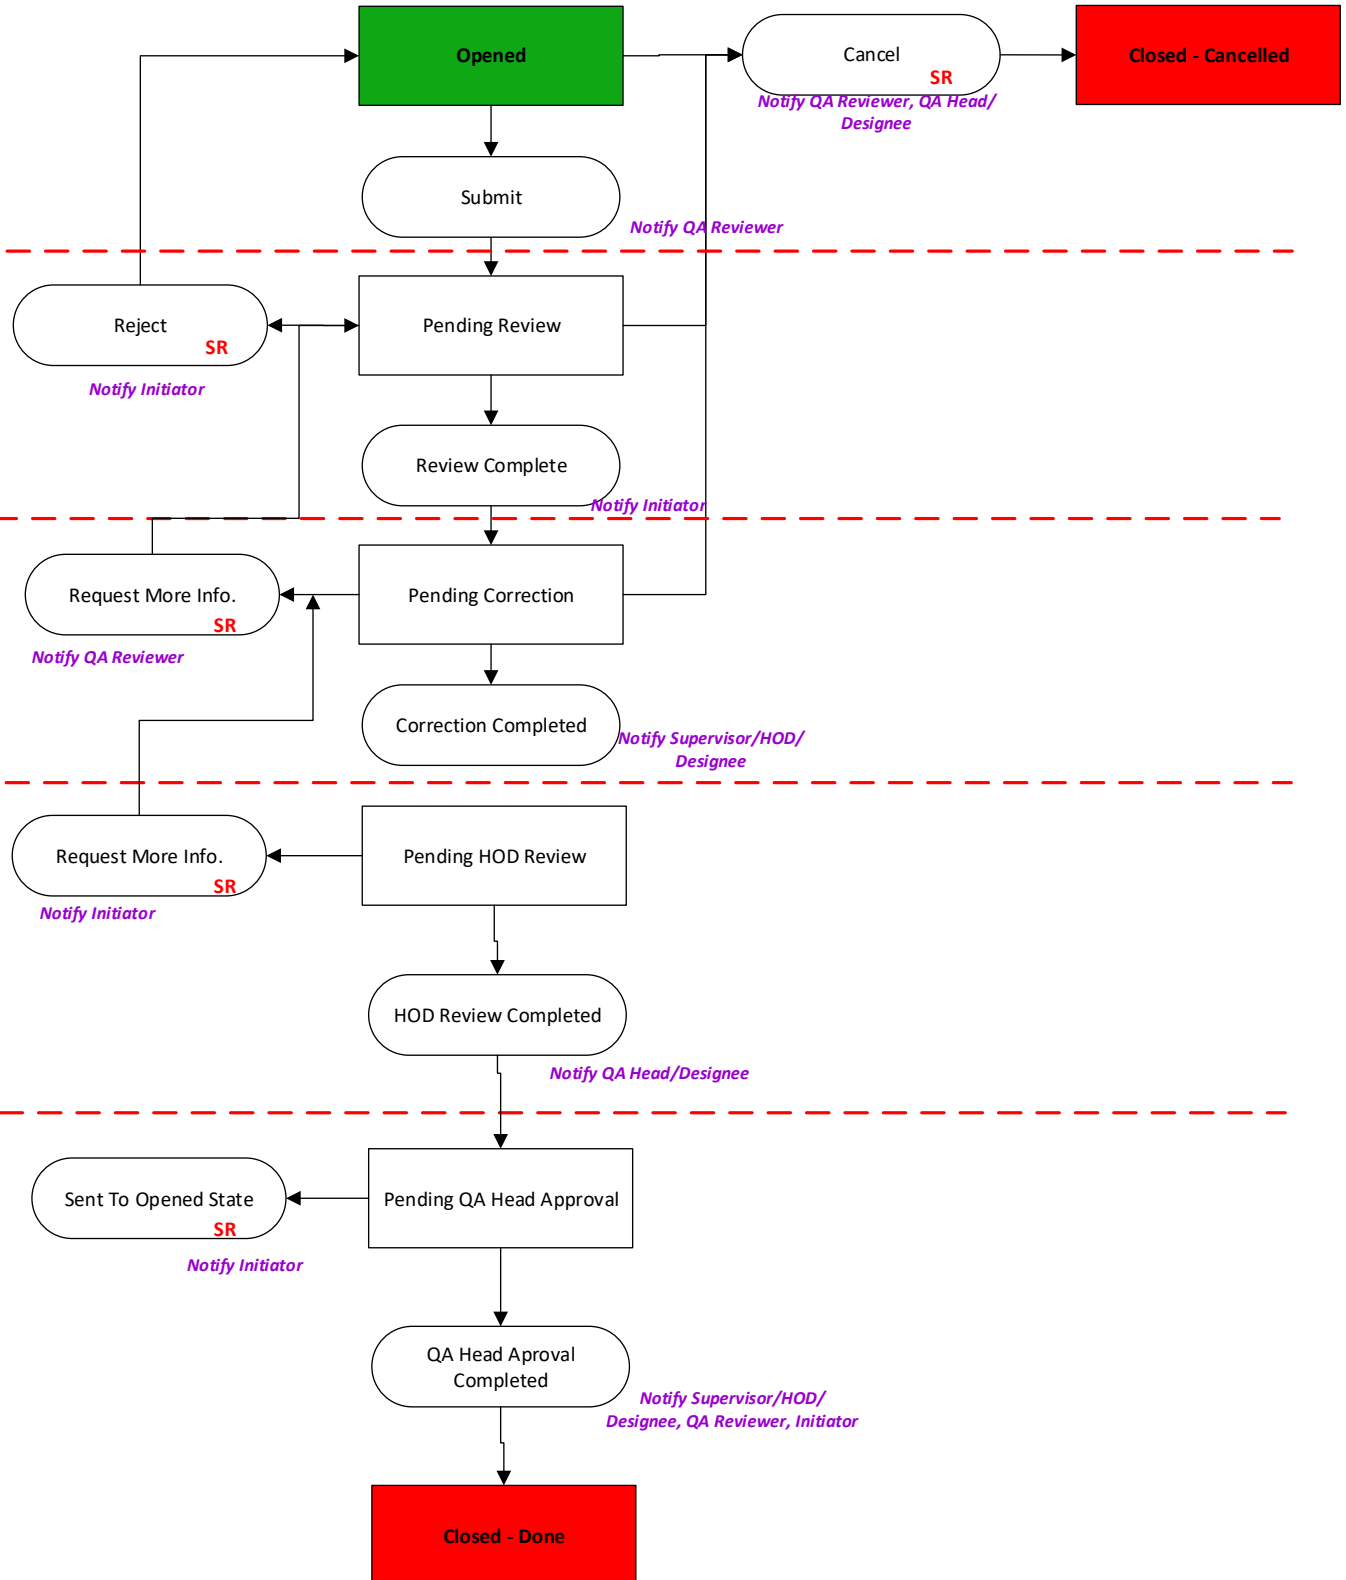 Opened
Cancel
SR
Closed - Cancelled
Notify QA Reviewer, QA Head/
Designee
Submit
Notify QA Reviewer
Reject
SR
Pending Review
Notify Initiator
Review Complete
Notify Initiator
Request More Info.
SR
Pending Correction
Notify QA Reviewer
Correction Completed
Notify Supervisor/HOD/
Designee
Request More Info.
SR
Pending HOD Review
Notify Initiator
HOD Review Completed
Notify QA Head/Designee
Sent To Opened State
SR
Pending QA Head Approval
Notify Initiator
QA Head Aproval
Completed
Notify Supervisor/HOD/
Designee, QA Reviewer, Initiator
Closed - Done